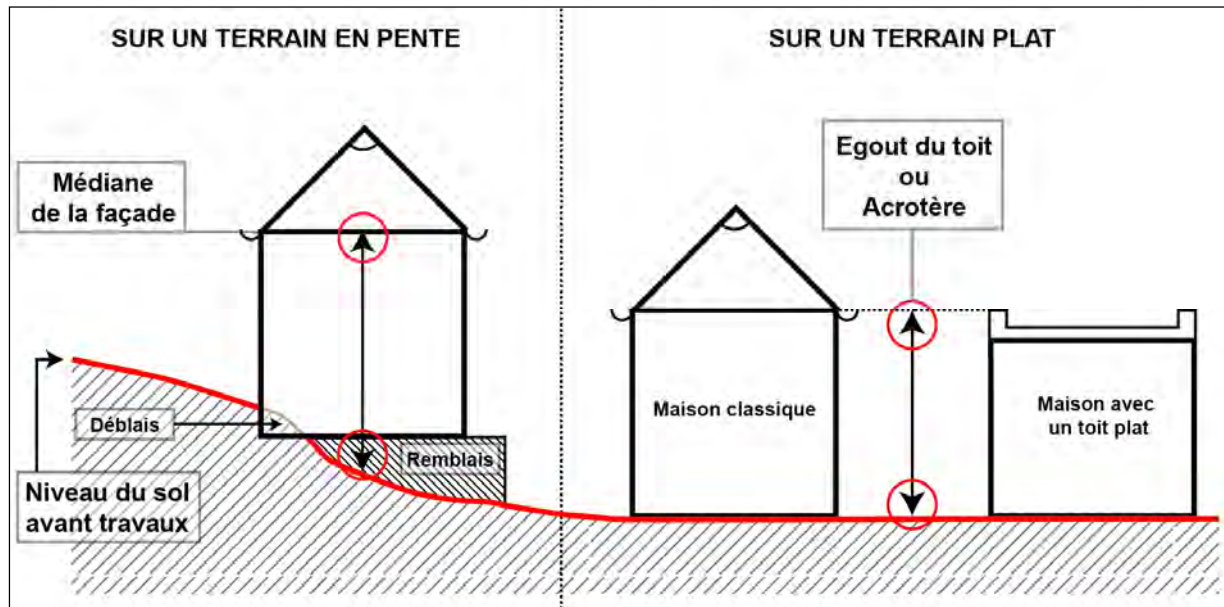 SUR UN TERRAIN EN PENTE
Médiane
de la façade
Déblais
Remblais
Niveau du sol
avant travaux
SUR UN TERRAIN PLAT
Egout du toit
ou
Acrotère
Maison classique
Maison avec
un toit plat